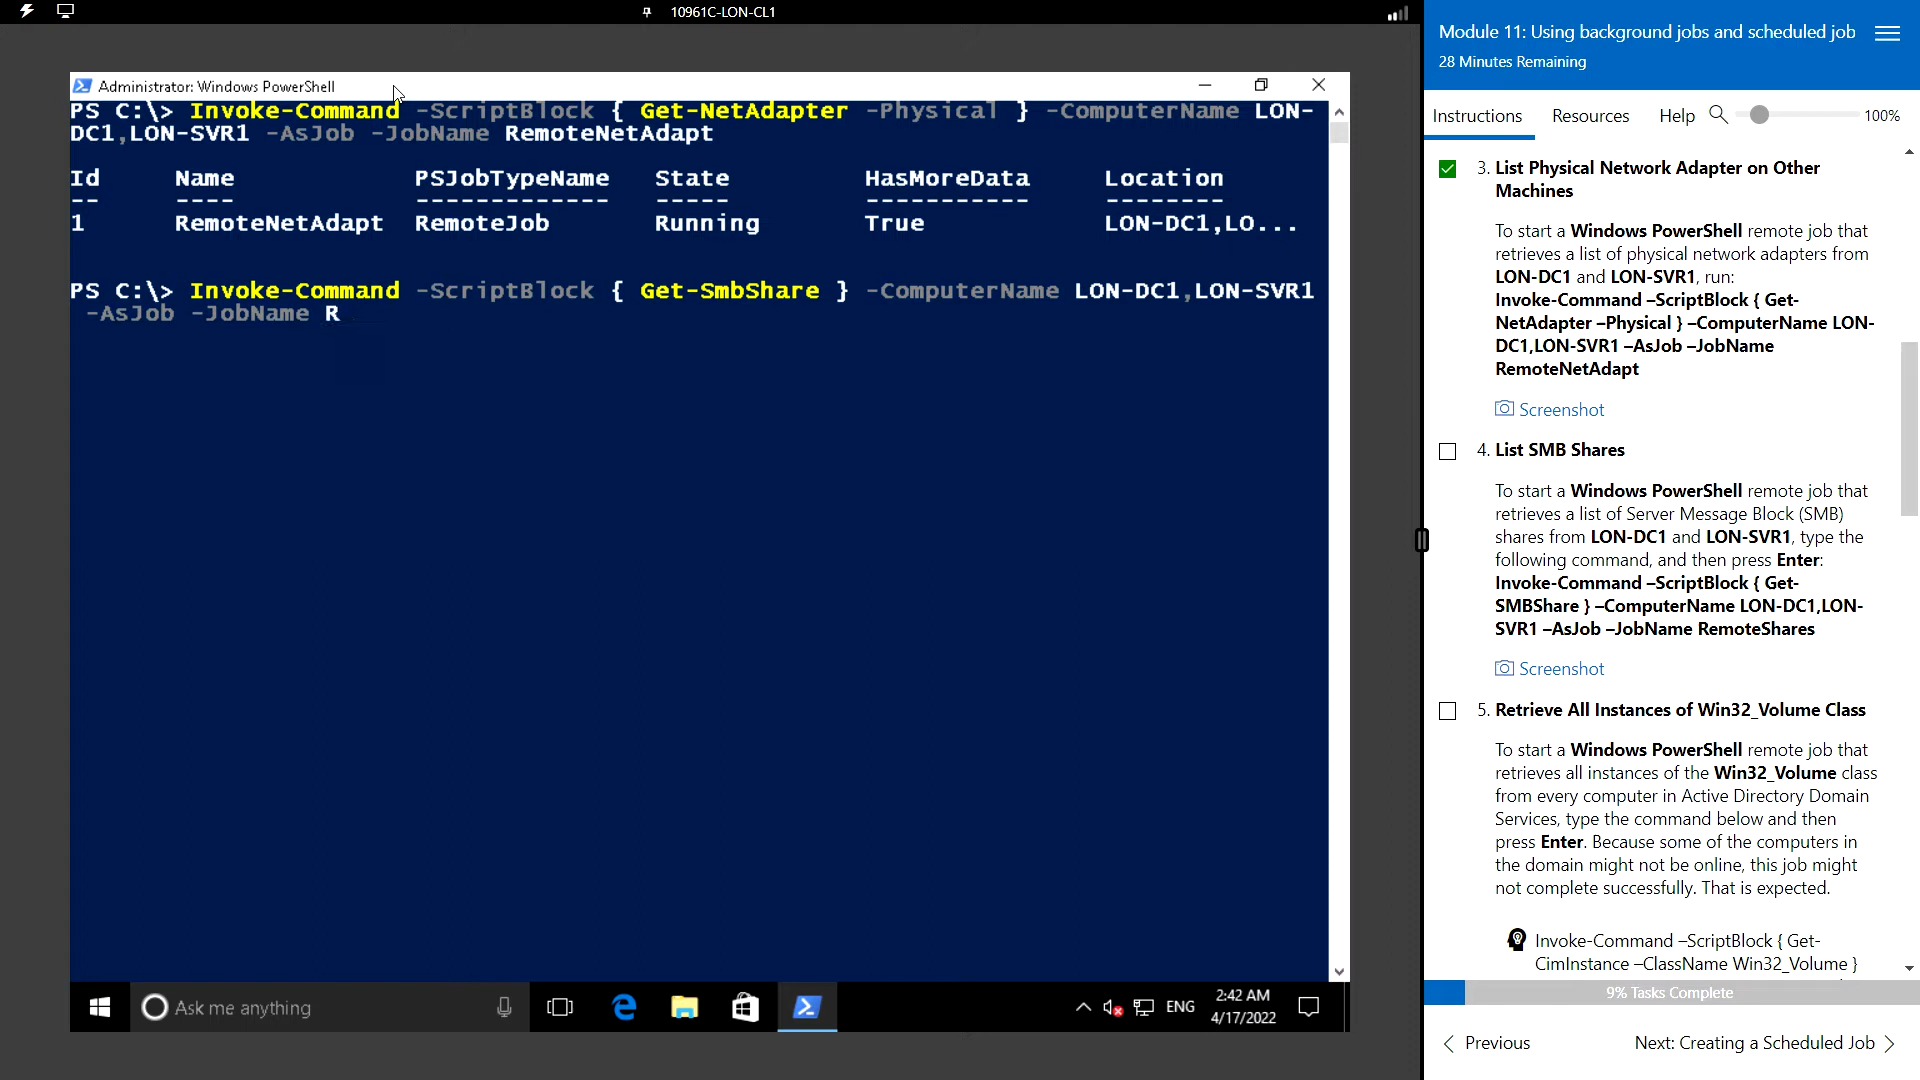 10961C-LON-CL1
Administrator: Windows PowerShell
PS C:\> Invoke-Command -ScriptBlock { Get-NetAdapter -Physical } -ComputerName LON-
DC1,LON-SVR1 -AsJob -JobName RemoteNetAdapt
Id Name PSJobTypeName State HasMoreData Location
-- ---- ------------- ----- ----------- --------
1 RemoteNetAdapt RemoteJob Running True LON-DC1,LO...
PS C:\> Invoke-Command -ScriptBlock { Get-SmbShare } -ComputerName LON-DC1,LON-SVR1
-AsJob -JobName R
Ask me anything
ENG
2:42 AM
4/17/2022
Module 11: Using background jobs and scheduled job
28 Minutes Remaining
Instructions Resources Help 100%
3. List Physical Network Adapter on Other
Machines
To start a Windows PowerShell remote job that
retrieves a list of physical network adapters from
LON-DC1 and LON-SVR1, run:
Invoke-Command –ScriptBlock { Get-
NetAdapter –Physical } –ComputerName LON-
DC1,LON-SVR1 –AsJob –JobName
RemoteNetAdapt
Screenshot
4. List SMB Shares
To start a Windows PowerShell remote job that
retrieves a list of Server Message Block (SMB)
shares from LON-DC1 and LON-SVR1, type the
following command, and then press Enter:
Invoke-Command –ScriptBlock { Get-
SMBShare } –ComputerName LON-DC1,LON-
SVR1 –AsJob –JobName RemoteShares
Screenshot
5. Retrieve All Instances of Win32_Volume Class
To start a Windows PowerShell remote job that
retrieves all instances of the Win32_Volume class
from every computer in Active Directory Domain
Services, type the command below and then
press Enter. Because some of the computers in
the domain might not be online, this job might
not complete successfully. That is expected.
Invoke-Command –ScriptBlock { Get-
CimInstance –ClassName Win32_Volume }
9% Tasks Complete
Previous
Next: Creating a Scheduled Job